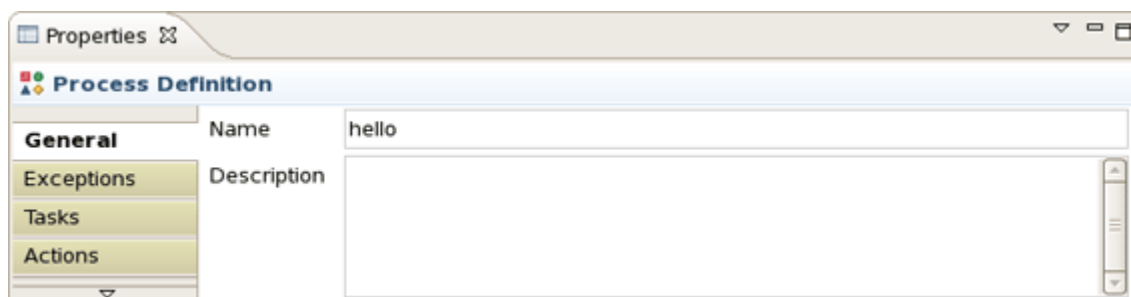 Properties
Process Definition
General
Name
hello
Exceptions
Description
Tasks
Actions